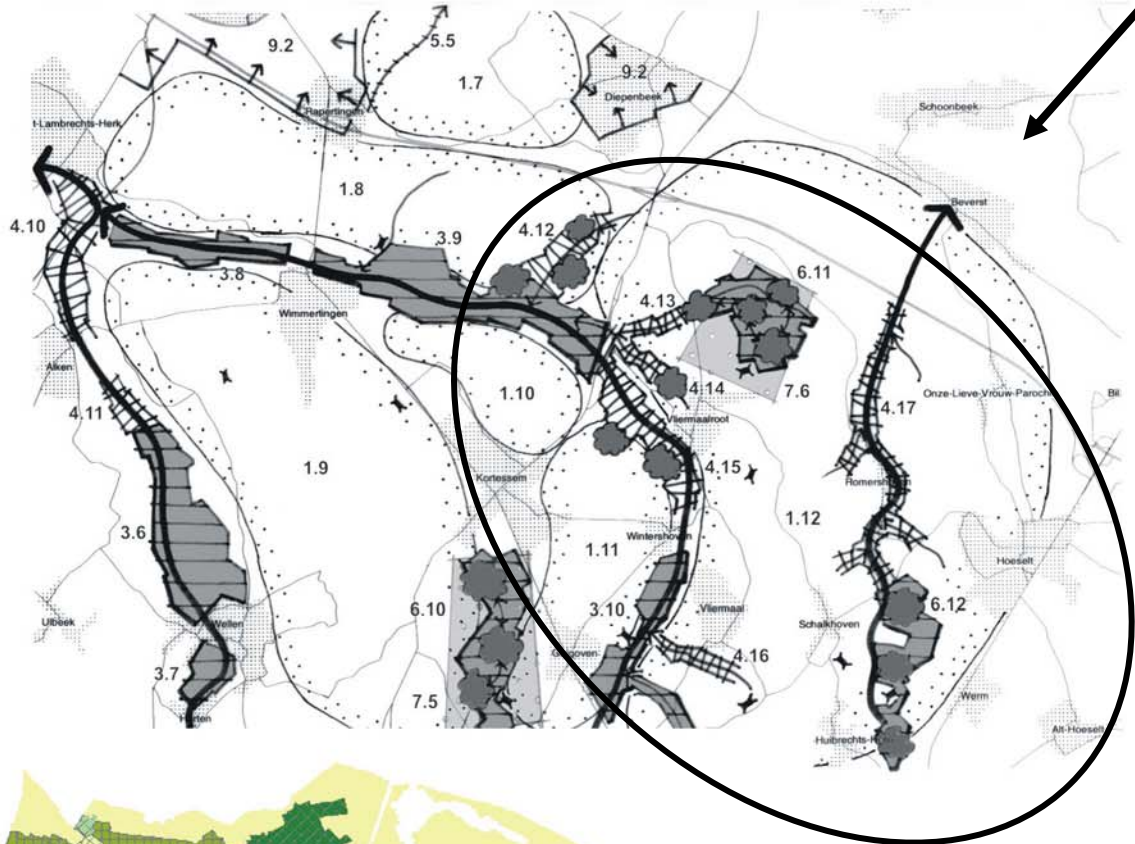 9.2
5.5
1.7
9.2
Diepenbeek
Rapertingen
Schoonbeek
t-Lambrechts-Herk
1.8
Beverst
4.10
4.12
3.9
3.8
6.11
4.13
Wimmertingen
Alken
1.10
4.14
7.6
4.17
Onze-Lieve-Vrouw-Parochi
Bil
4.11
Vliermaalroot
1.9
Kortessem
4.15
1.12
3.6
Wintershoven
1.11
Hoeselt
6.10
3.10
Vliermaal
6.12
Ulbeek
Wellen
Schalkhoven
4.16
3.7
7.5
Werm
Alt-Hoeselt